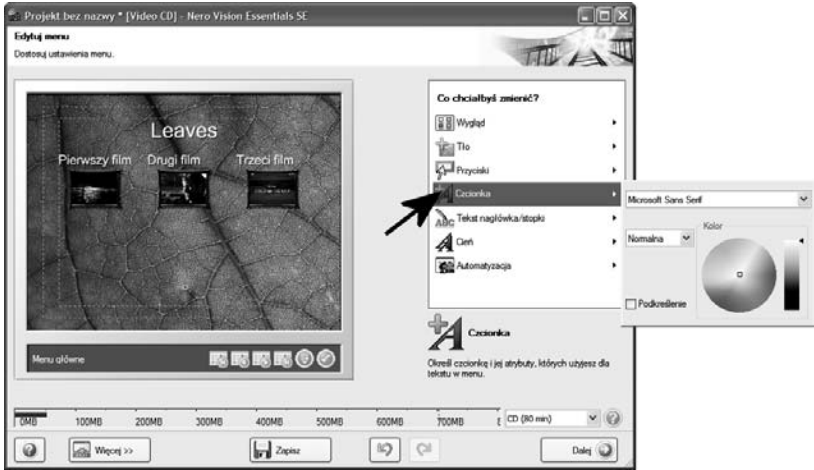 Projekt bez nazwy * [Video CD] - Nero Vision Essentials SE
Edytuj menu
Dostosuj ustawienia menu.
Leaves
Pierwszy film Drugi film Trzeci film
Menu główne
Co chciałbyś zmienić?
Wygląd
Tło
Przyciski
Czcionka
Tekst nagłówka/stopki
Cień
Automatyzacja
Microsoft Sans Serif
Normalna
Kolor
Podkreślenie
Czcionka
Określ czcionkę i jej atrybuty, których użyjesz dla
tekstu w menu.
0MB 100MB 200MB 300MB 400MB 500MB 600MB 700MB CD (80 min)
Więcej >> Zapisz Dalej